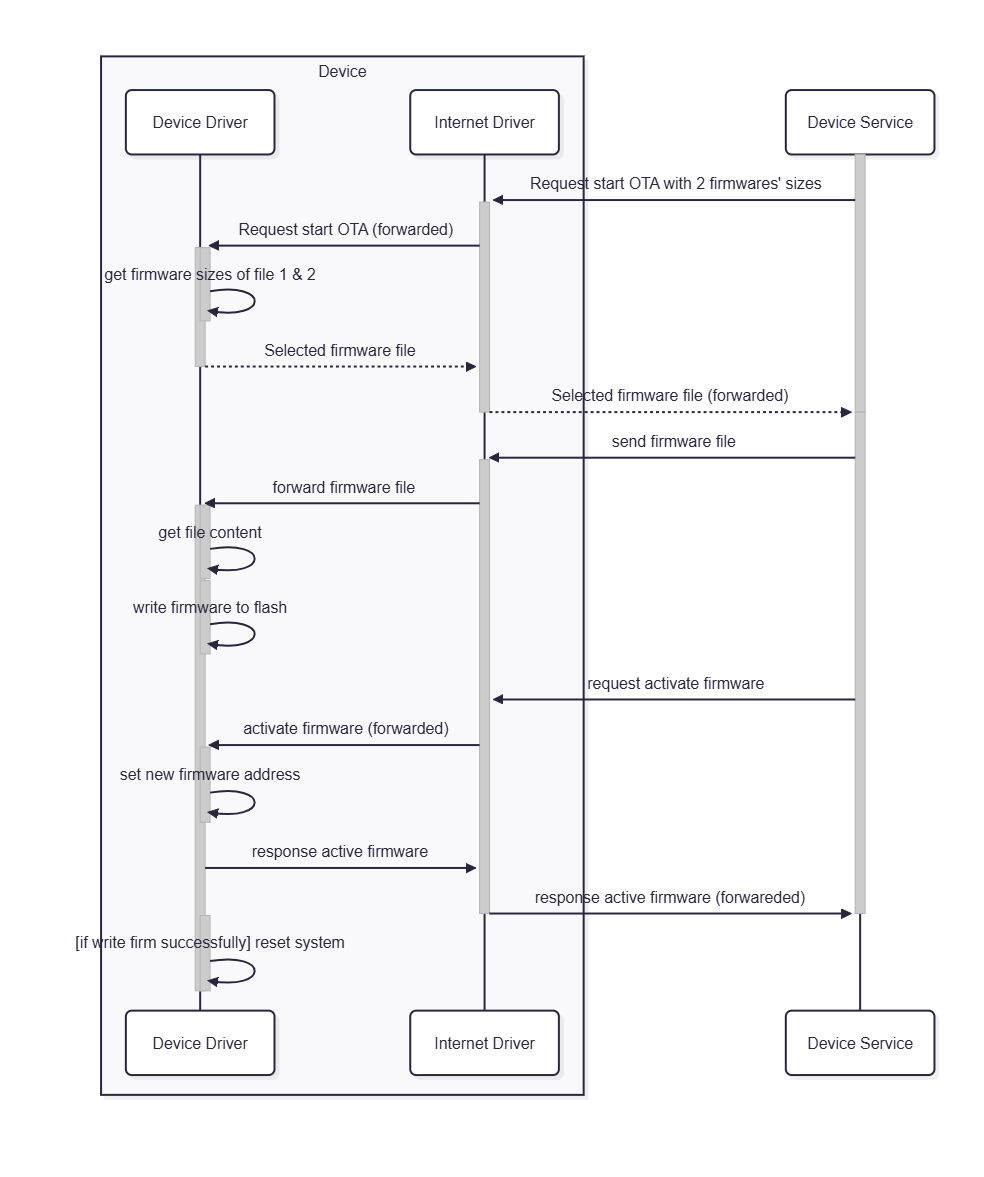 Device
Device Driver
Internet Driver
Device Service
Request start OTA with 2 firmwares' sizes
Request start OTA (forwarded)
get firmware sizes of file 1 & 2
Selected firmware file
Selected firmware file (forwarded)
send firmware file
forward firmware file
get file content
write firmware to flash
request activate firmware
activate firmware (forwarded)
set new firmware address
response active firmware
response active firmware (forwareded)
[if write firm successfully] reset system
Device Driver
Internet Driver
Device Service